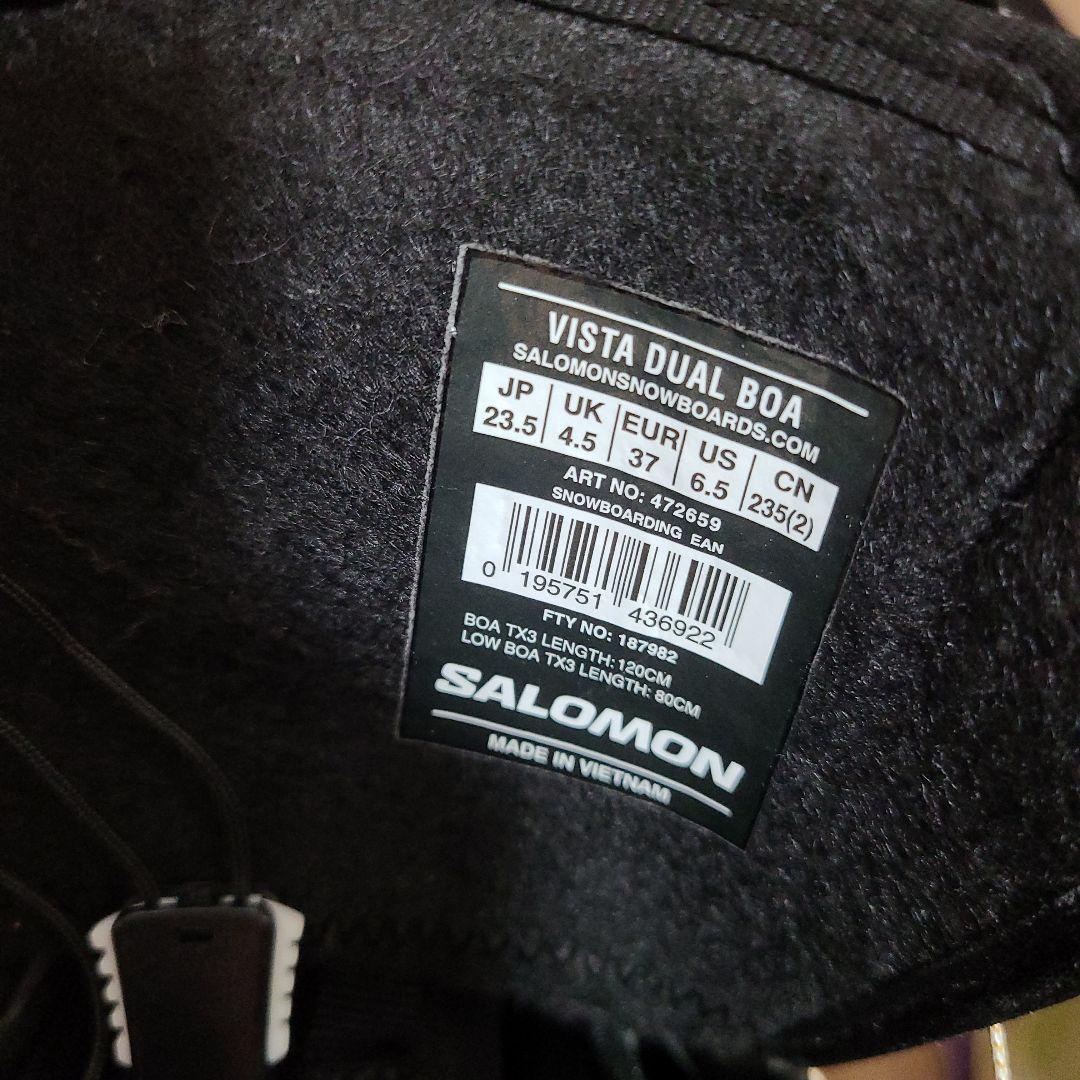 VISTA DUAL BOA
SALOMONSNOWBOARDS.COM
JP UK EUR US CN
23.5 4.5 37 6.5 235(2)
ART NO: 472659
SNOWBOARDING EAN
0 195751 436922
FTY NO: 187982
BOA TX3 LENGTH: 120CM
LOW BOA TX3 LENGTH: 80CM
SALOMON
MADE IN VIETNAM